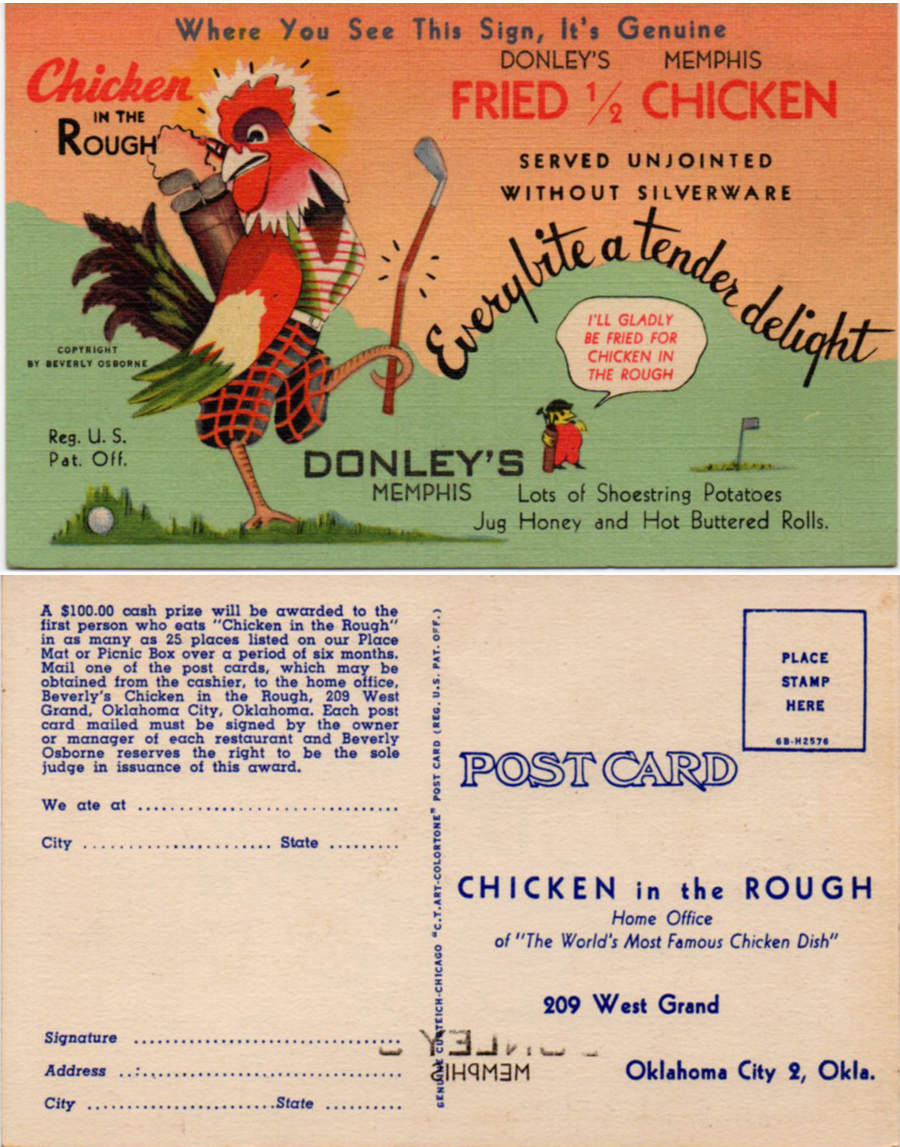 Where You See This Sign, It's Genuine
DONLEY'S MEMPHIS
FRIED ½ CHICKEN
Chicken
IN THE
ROUGH
SERVED UNJOINTED
WITHOUT SILVERWARE
Every bite a tender delight
I'LL GLADLY
BE FRIED FOR
CHICKEN IN
THE ROUGH
COPYRIGHT
BY BEVERLY OSBORNE
Reg. U. S.
Pat. Off.
DONLEY'S
MEMPHIS
Lots of Shoestring Potatoes
Jug Honey and Hot Buttered Rolls.
A $100.00 cash prize will be awarded to the
first person who eats "Chicken in the Rough"
in as many as 25 places listed on our Place
Mat or Picnic Box over a period of six months.
Mail one of the post cards, which may be
obtained from the cashier, to the home office,
Beverly's Chicken in the Rough, 209 West
Grand, Oklahoma City, Oklahoma. Each post
card mailed must be signed by the owner
or manager of each restaurant and Beverly
Osborne reserves the right to be the sole
judge in issuance of this award.
We ate at
City State
Signature
Address
City State
GENUINE CURTEICH-CHICAGO "C.T.ART-COLORTONE" POST CARD (REG. U.S. PAT. OFF.)
PLACE
STAMP
HERE
6B-H2576
POST CARD
CHICKEN in the ROUGH
Home Office
of "The World's Most Famous Chicken Dish"
209 West Grand
Oklahoma City 2, Okla.
DONLEY'S
MEMPHIS